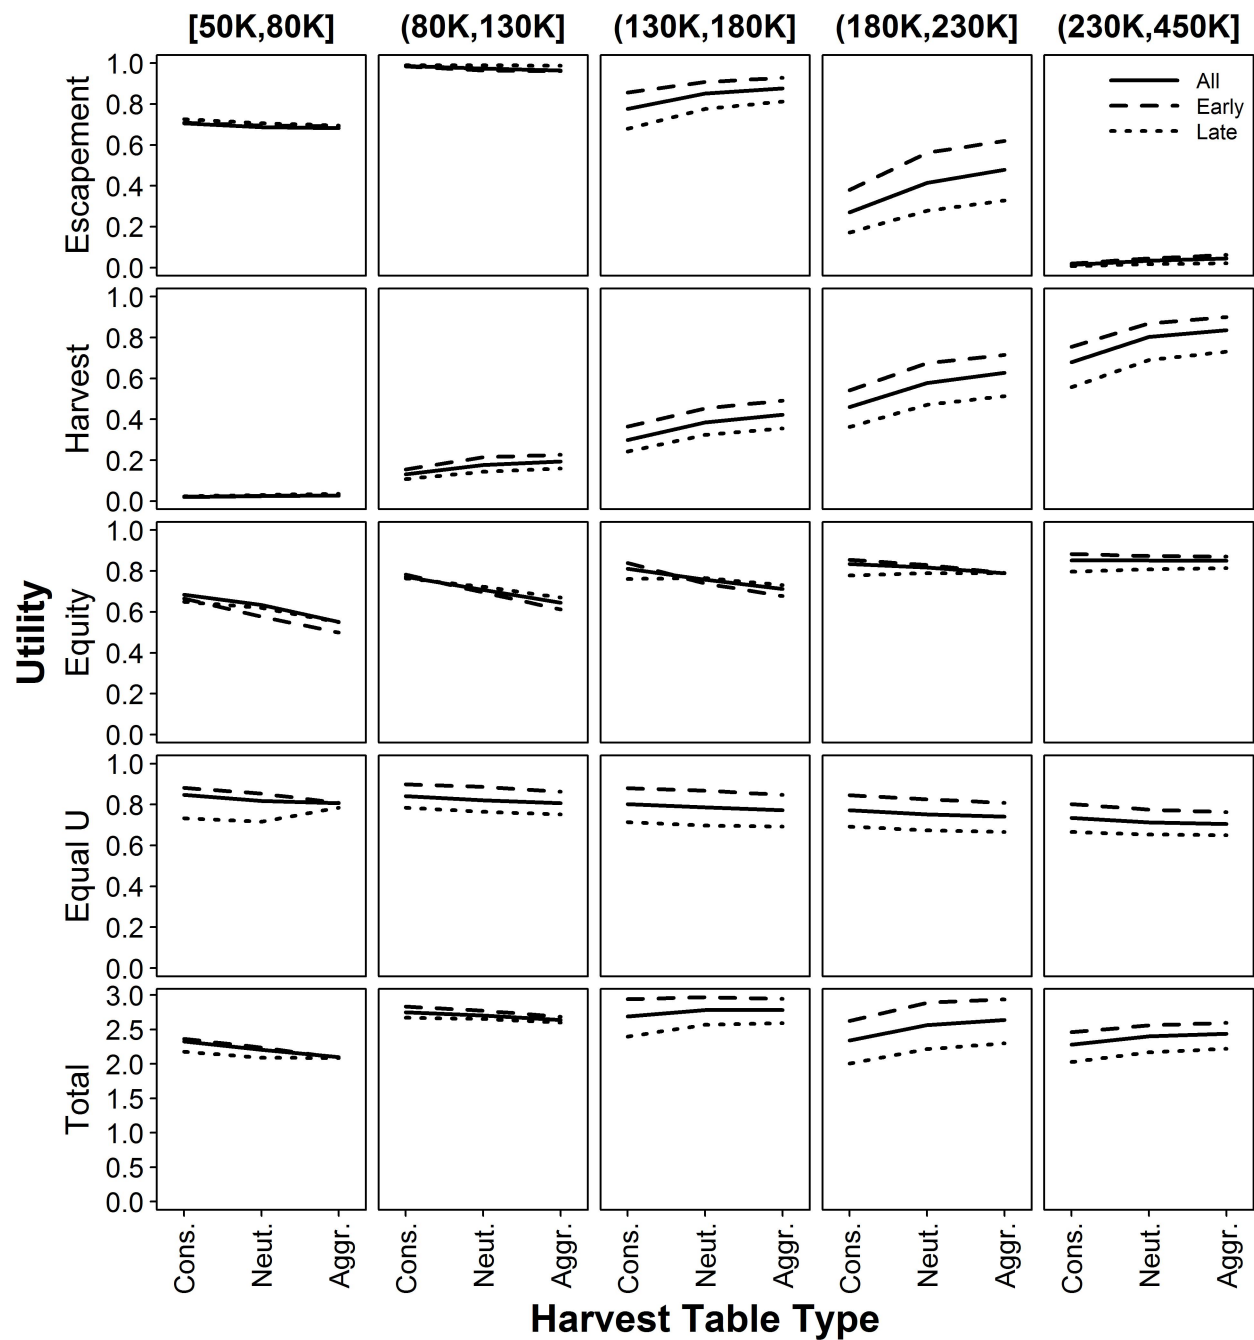 [50K,80K] (80K,130K] (130K,180K] (180K,230K] (230K,450K]
Utility
Escapement
1.0
0.8
0.6
0.4
0.2
0.0
All
Early
Late
Harvest
1.0
0.8
0.6
0.4
0.2
0.0
Equity
1.0
0.8
0.6
0.4
0.2
0.0
Equal U
1.0
0.8
0.6
0.4
0.2
0.0
Total
3.0
2.5
2.0
1.5
1.0
0.5
0.0
Cons. Neut. Aggr. Cons. Neut. Aggr. Cons. Neut. Aggr. Cons. Neut. Aggr. Cons. Neut. Aggr.
Harvest Table Type